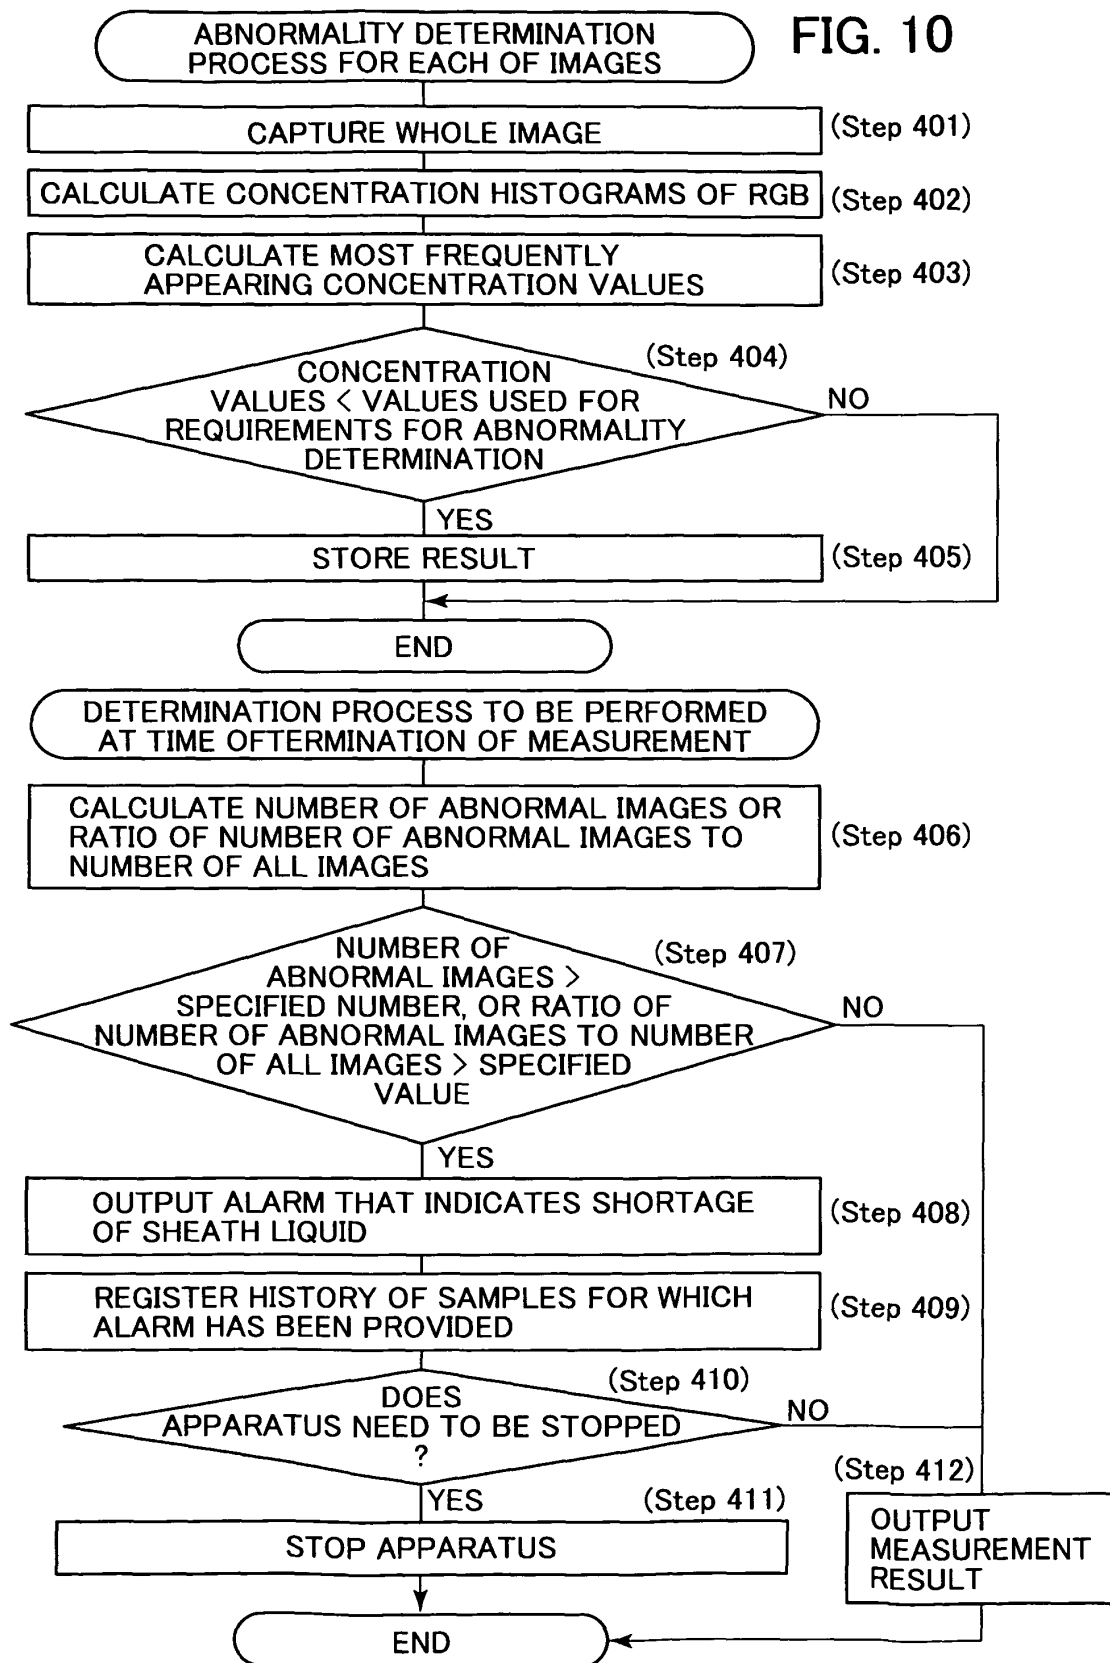 FIG. 10
ABNORMALITY DETERMINATION
PROCESS FOR EACH OF IMAGES
CAPTURE WHOLE IMAGE
(Step 401)
CALCULATE CONCENTRATION HISTOGRAMS OF RGB
(Step 402)
CALCULATE MOST FREQUENTLY
APPEARING CONCENTRATION VALUES
(Step 403)
(Step 404)
CONCENTRATION
VALUES < VALUES USED FOR
REQUIREMENTS FOR ABNORMALITY
DETERMINATION
NO
YES
STORE RESULT
(Step 405)
END
DETERMINATION PROCESS TO BE PERFORMED
AT TIME OFTERMINATION OF MEASUREMENT
CALCULATE NUMBER OF ABNORMAL IMAGES OR
RATIO OF NUMBER OF ABNORMAL IMAGES TO
NUMBER OF ALL IMAGES
(Step 406)
(Step 407)
NUMBER OF
ABNORMAL IMAGES >
SPECIFIED NUMBER, OR RATIO OF
NUMBER OF ABNORMAL IMAGES TO NUMBER
OF ALL IMAGES > SPECIFIED
VALUE
NO
YES
OUTPUT ALARM THAT INDICATES SHORTAGE
OF SHEATH LIQUID
(Step 408)
REGISTER HISTORY OF SAMPLES FOR WHICH
ALARM HAS BEEN PROVIDED
(Step 409)
(Step 410)
DOES
APPARATUS NEED TO BE STOPPED
?
NO
YES
(Step 411)
STOP APPARATUS
(Step 412)
OUTPUT
MEASUREMENT
RESULT
END